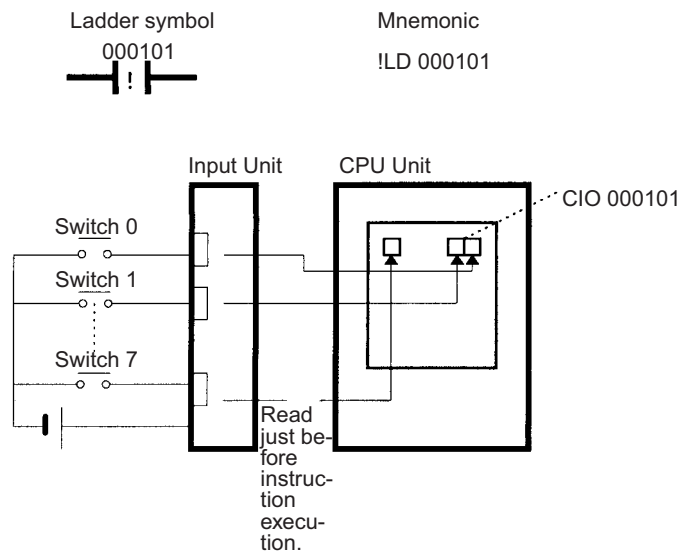 Ladder symbol
Mnemonic
000101
!
!LD 000101
Input Unit
CPU Unit
CIO 000101
Switch 0
Switch 1
Switch 7
Read
just be-
fore
instruc-
tion
execu-
tion.